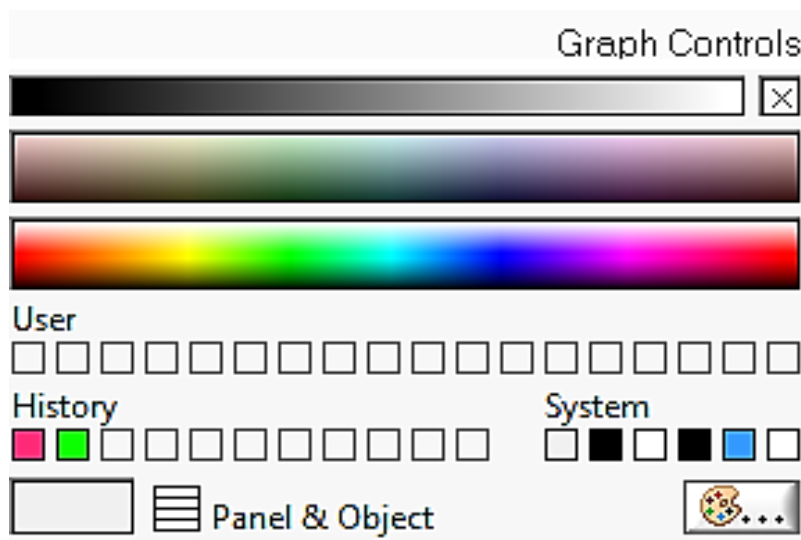 Graph Controls
User
History
System
Panel & Object
...